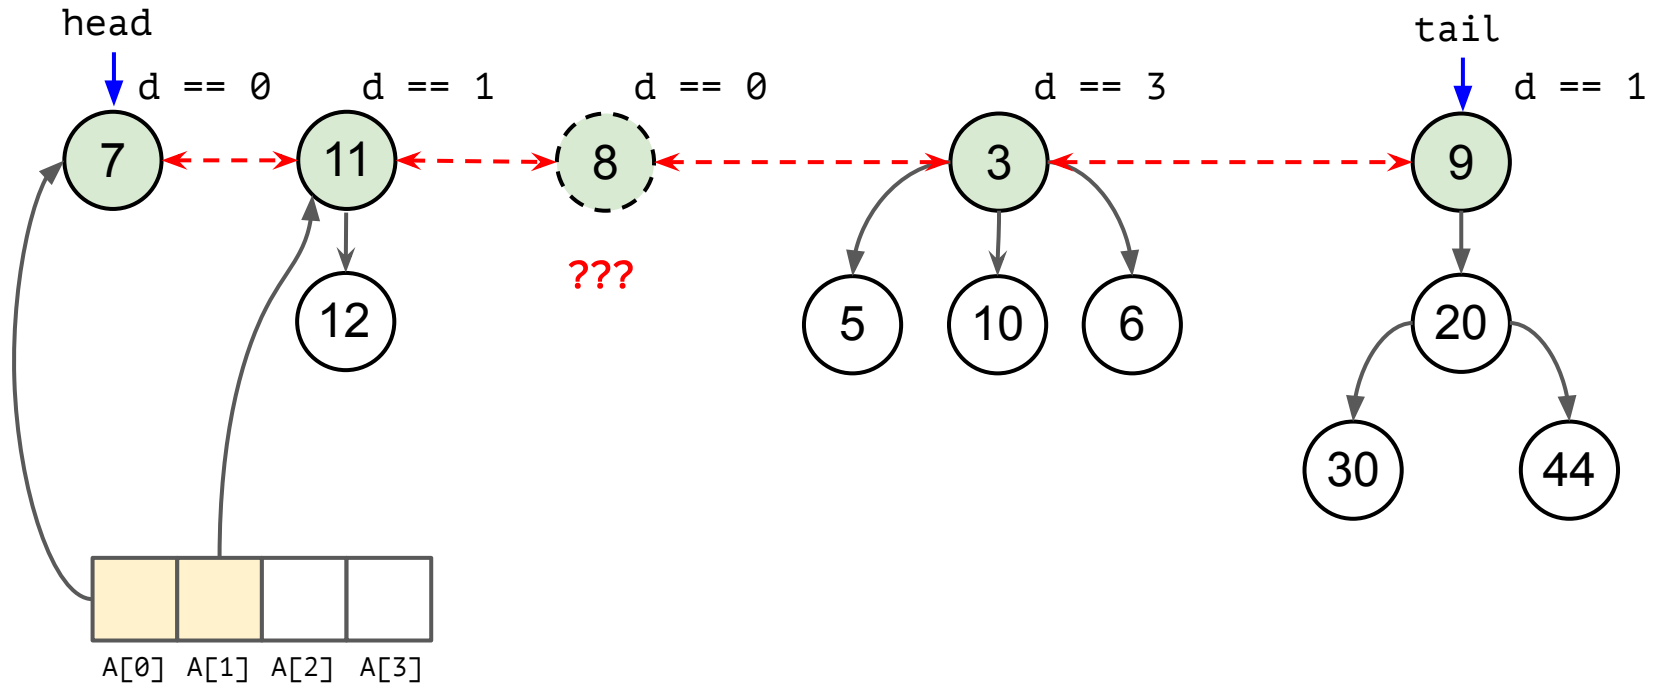 head
tail
d == 0
d == 1
d == 0
d == 3
d == 1
7
11
8
3
9
???
12
5
10
6
20
30
44
A[0]
A[1]
A[2]
A[3]